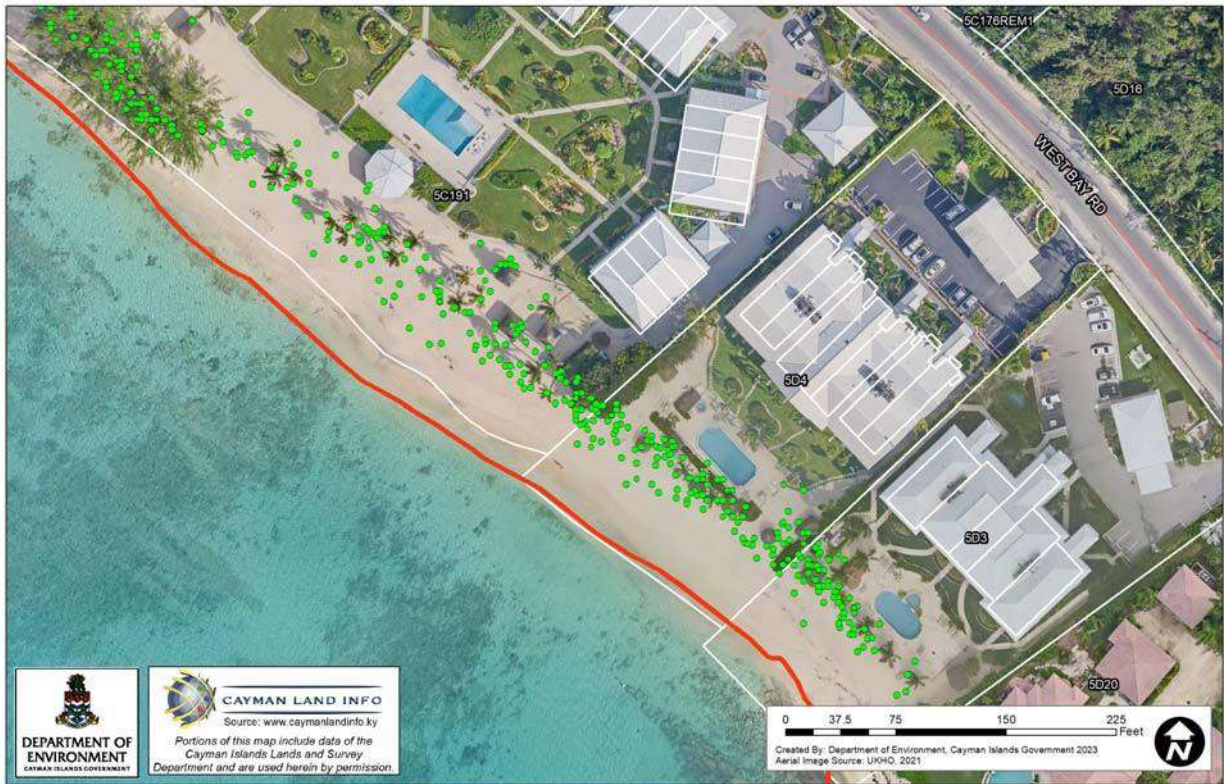 5C176REM1
5D16
WESTBAY RD
5C191
5D4
5D3
5D20
DEPARTMENT OF
ENVIRONMENT
CAYMAN ISLANDS GOVERNMENT
CAYMAN LAND INFO
Source: www.caymanlandinfo.ky
Portions of this map include data of the
Cayman Islands Lands and Survey
Department and are used herein by permission.
0 37.5 75 150 225
Feet
Created By: Department of Environment, Cayman Islands Government 2023
Aerial Image Source: UKHO, 2021
N